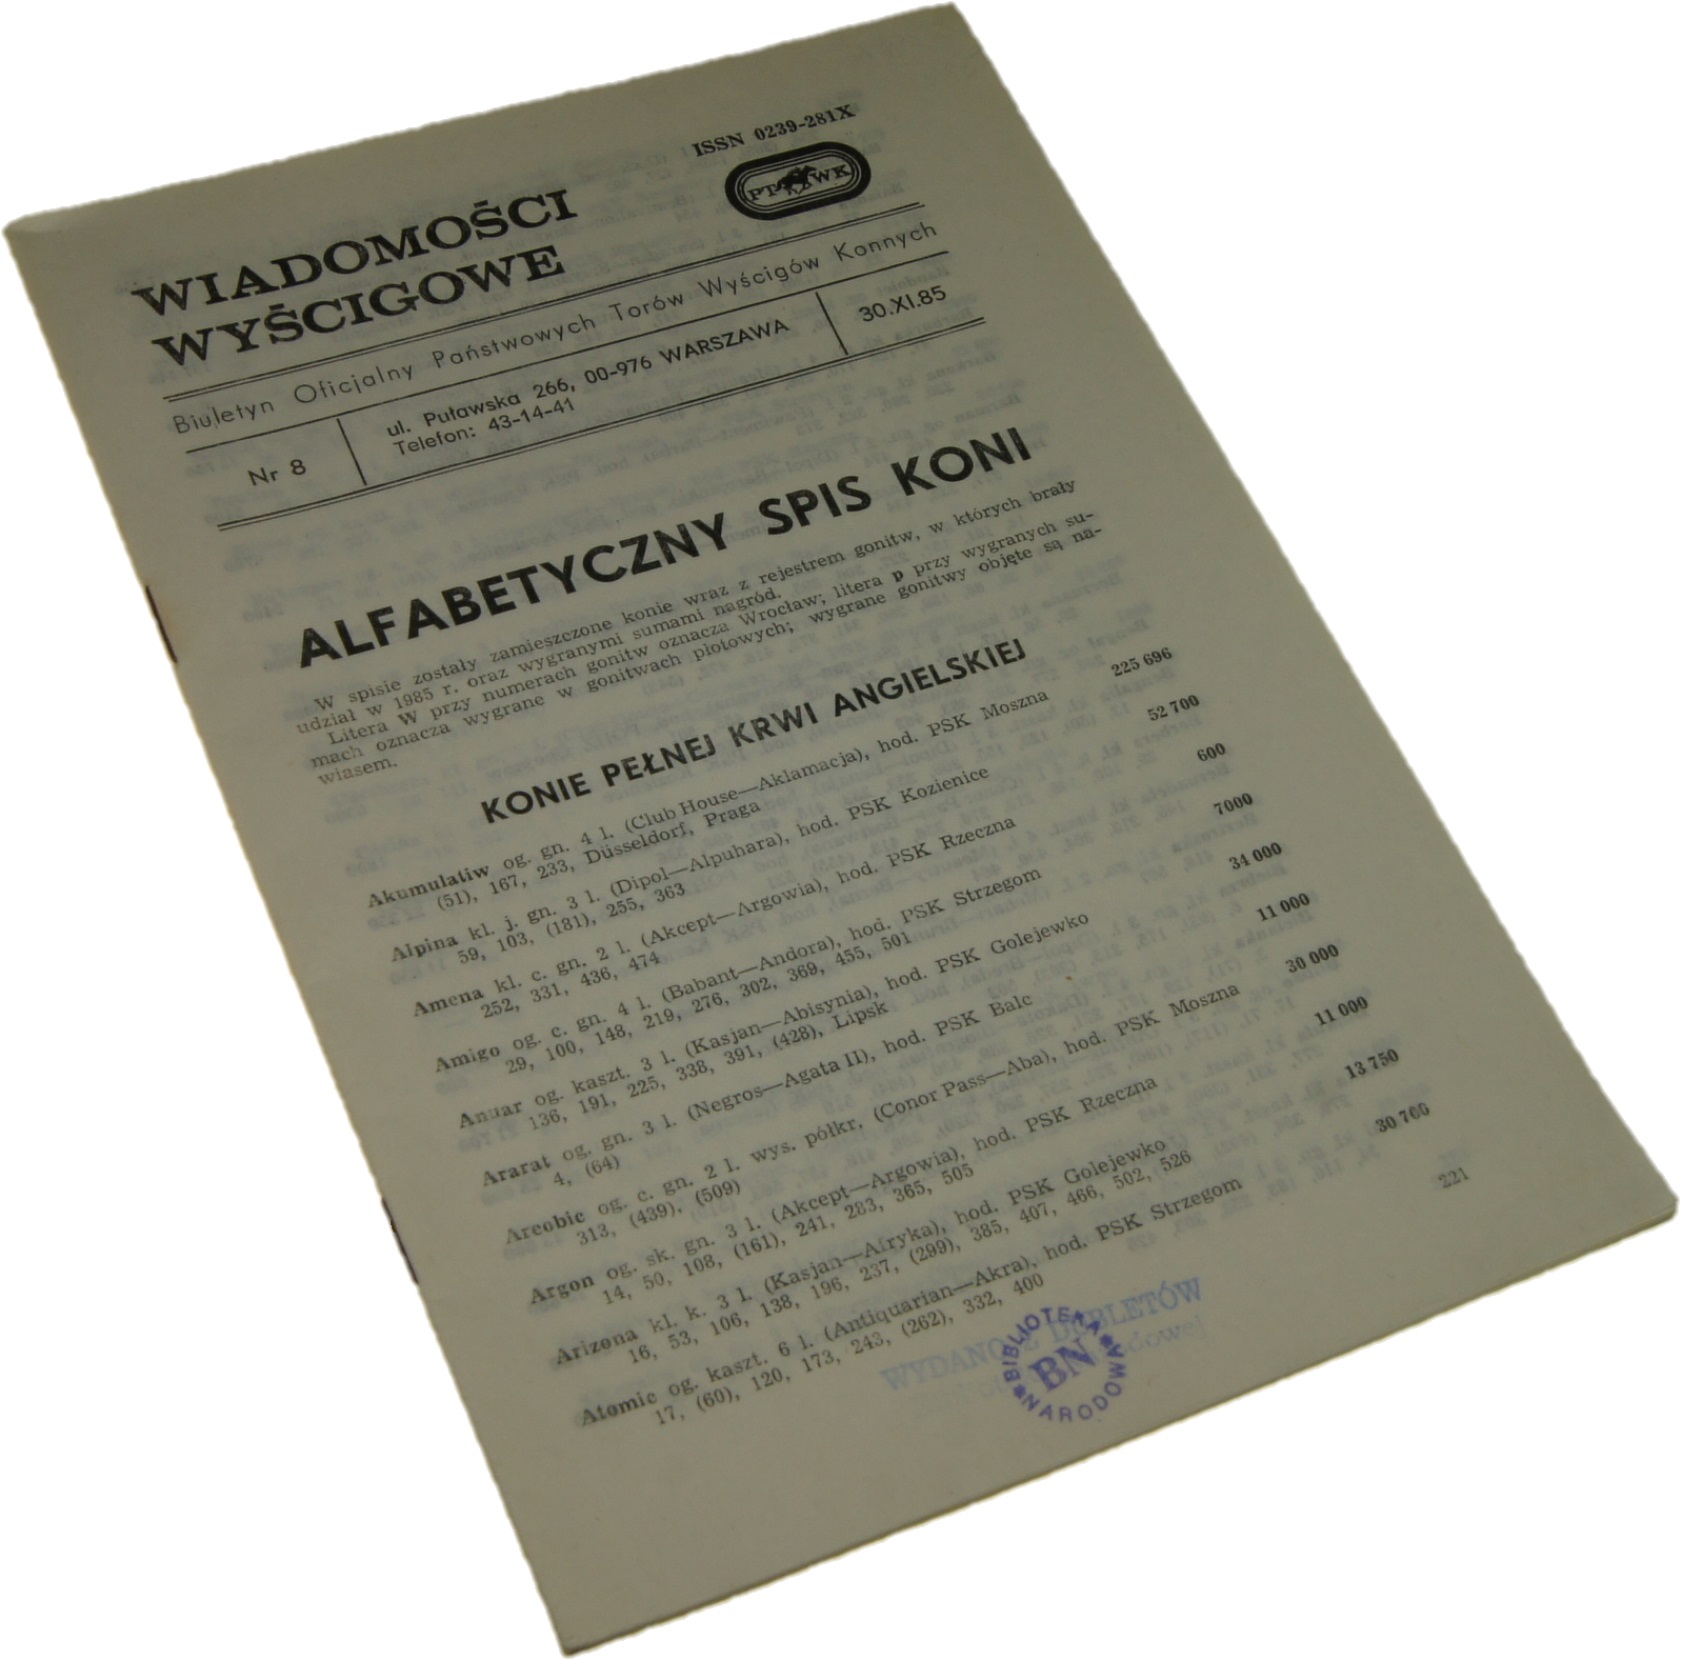 ISSN 0239-281X
WIADOMOŚCI
WYŚCIGOWE
PT WK
Biuletyn Oficjalny Państwowych Torów Wyścigów Konnych
Nr 8
ul. Puławska 266, 00-976 WARSZAWA
Telefon: 43-14-41
30.XI.85
ALFABETYCZNY SPIS KONI
W spisie zostały zamieszczone konie wraz z rejestrem gonitw, w których brały
udział w 1985 r. oraz wygranymi sumami nagród.
Litera W przy numerach gonitw oznacza Wrocław; litera p przy wygranych su-
mach oznacza wygrane w gonitwach płotowych; wygrane gonitwy objęte są na-
wiasem.
KONIE PEŁNEJ KRWI ANGIELSKIEJ
Akumulatiw og. gn. 4 l. (Club House—Aklamacja), hod. PSK Moszna 225 696
(51), 167, 233, Düsseldorf, Praga
Alpina kl. j. gn. 3 l. (Dipol—Alpuhara), hod. PSK Kozienice 52 700
59, 103, (181), 255, 363
Amena kl. c. gn. 2 l. (Akcept—Argowia), hod. PSK Rzeczna 600
252, 331, 436, 474
Amigo og. c. gn. 4 l. (Babant—Andora), hod. PSK Strzegom 7000
29, 100, 148, 219, 276, 302, 369, 455, 501
Anuar og. kaszt. 3 l. (Kasjan—Abisynia), hod. PSK Golejewko 34 000
136, 191, 225, 338, 391, (428), Lipsk
Ararat og. gn. 3 l. (Negros—Agata II), hod. PSK Balc 11 000
4, (64)
Areobic og. c. gn. 2 l. wys. półkr, (Conor Pass—Aba), hod. PSK Moszna 30 000
313, (439), (509)
Argon og. sk. gn. 3 l. (Akcept—Argowia), hod. PSK Rzeczna 11 000
14, 50, 108, (161), 241, 283, 365, 505
Arizona kl. k. 3 l. (Kasjan—Afryka), hod. PSK Golejewko 13 750
16, 53, 106, 138, 196, 237, (299), 385, 407, 466, 502, 526
Atomic og. kaszt. 6 l. (Antiquarian—Akra), hod. PSK Strzegom 30 700
17, (60), 120, 173, 243, (262), 332, 400
221
WYDANO Z DUBLETÓW
BIBLIOTEKA
BN
NARODOWA